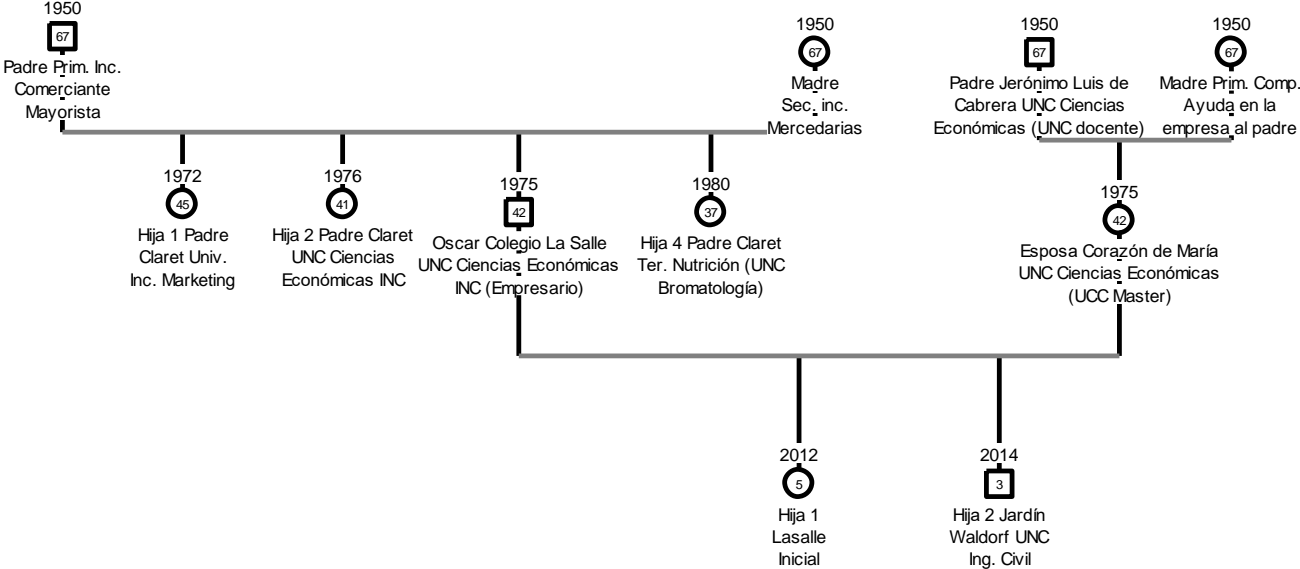 1950
67
Padre Prim. Inc.
Comerciante
Mayorista
1950
67
Madre
Sec. inc.
Mercedarias
1950
67
Padre Jerónimo Luis de
Cabrera UNC Ciencias
Económicas (UNC docente)
1950
67
Madre Prim. Comp.
Ayuda en la
empresa al padre
1972
45
Hija 1 Padre
Claret Univ.
Inc. Marketing
1976
41
Hija 2 Padre Claret
UNC Ciencias
Económicas INC
1975
42
Oscar Colegio La Salle
UNC Ciencias Económicas
INC (Empresario)
1980
37
Hija 4 Padre Claret
Ter. Nutrición (UNC
Bromatología)
1975
42
Esposa Corazón de María
UNC Ciencias Económicas
(UCC Master)
2012
5
Hija 1
Lasalle
Inicial
2014
3
Hija 2 Jardín
Waldorf UNC
Ing. Civil